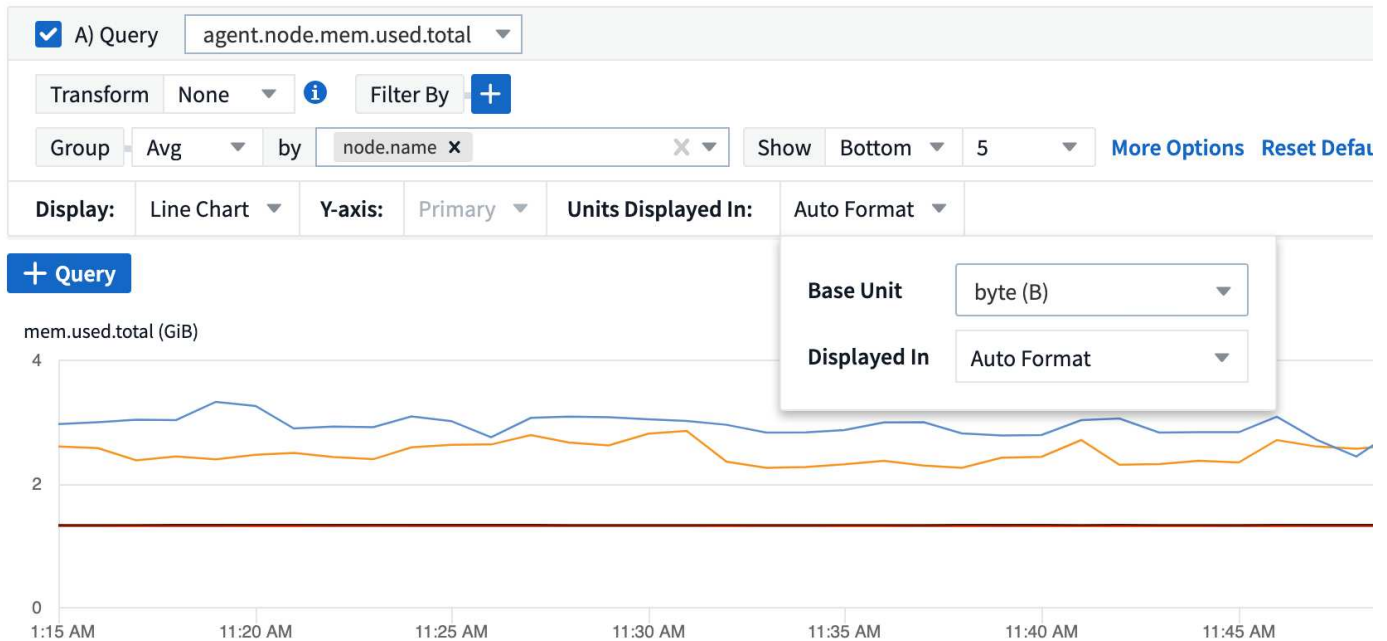 A) Query agent.node.mem.used.total
Transform None Filter By +
Group Avg by node.name × Show Bottom 5 More Options Reset Defau
Display: Line Chart Y-axis: Primary Units Displayed In: Auto Format
+ Query
Base Unit byte (B)
Displayed In Auto Format
mem.used.total (GiB)
4
2
0
1:15 AM 11:20 AM 11:25 AM 11:30 AM 11:35 AM 11:40 AM 11:45 AM